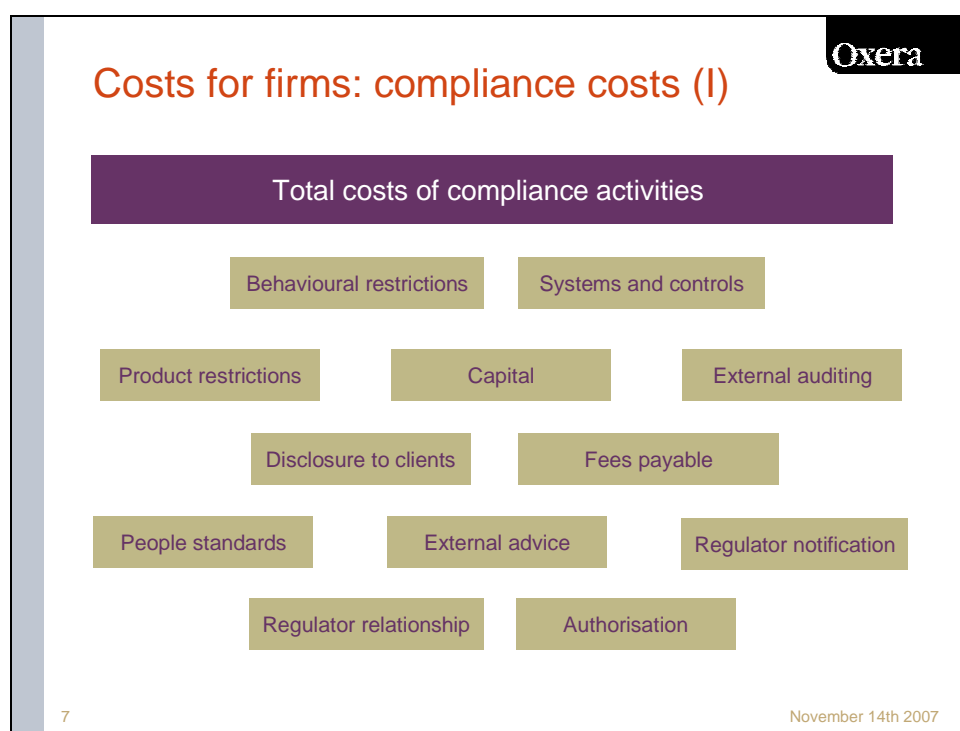 Oxera
Costs for firms: compliance costs (I)
Total costs of compliance activities
Behavioural restrictions
Systems and controls
Product restrictions
Capital
External auditing
Disclosure to clients
Fees payable
People standards
External advice
Regulator notification
Regulator relationship
Authorisation
7
November 14th 2007